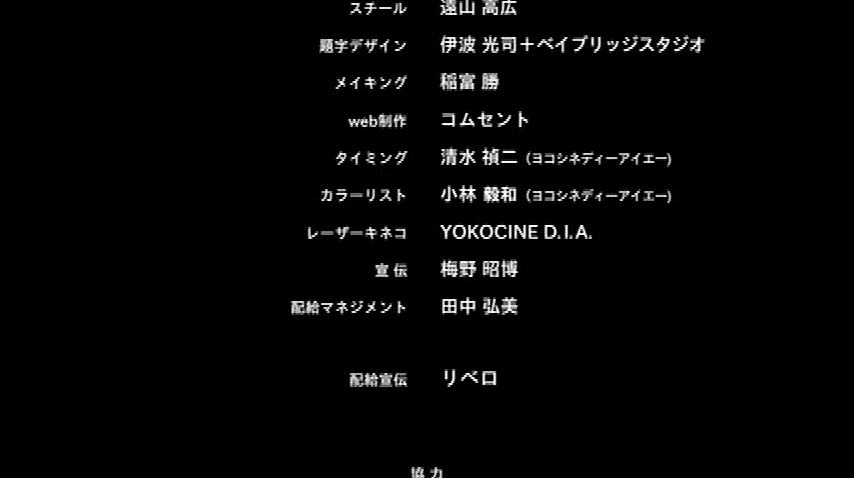 スチール 遠山 高広
題字デザイン 伊波 光司＋ベイブリッジスタジオ
メイキング 稲富 勝
web制作 コムセント
タイミング 清水 禎二（ヨコシネディーアイエー）
カラーリスト 小林 毅和（ヨコシネディーアイエー）
レーザーキネコ YOKOCINE D.I.A.
宣 伝 梅野 昭博
配給マネジメント 田中 弘美
配給宣伝 リベロ
協 力